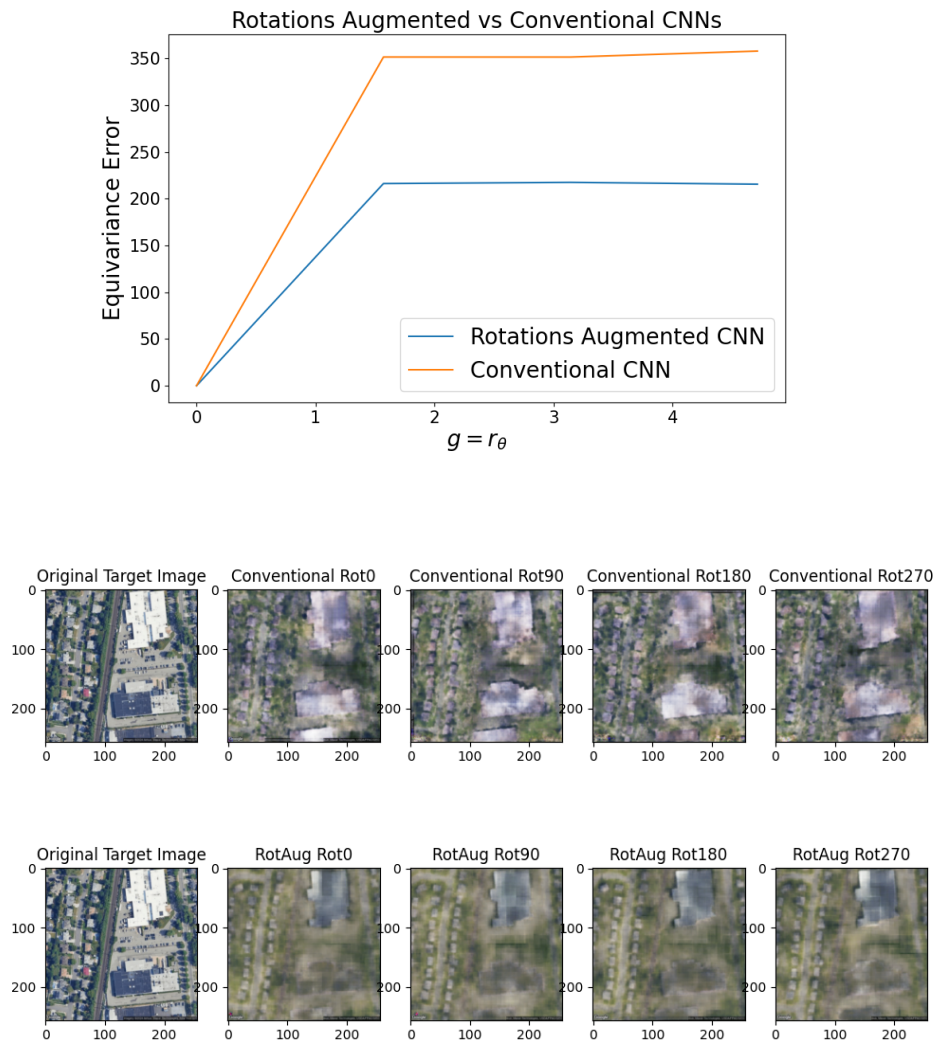 Rotations Augmented vs Conventional CNNs
350
300
250
200
150
100
50
0
Equivariance Error
Rotations Augmented CNN
Conventional CNN
0 1 2 3 4
g = r_θ
Original Target Image Conventional Rot0 Conventional Rot90 Conventional Rot180 Conventional Rot270
0 0 0 0 0
100 100 100 100 100
200 200 200 200 200
0 100 200 0 100 200 0 100 200 0 100 200 0 100 200
Original Target Image RotAug Rot0 RotAug Rot90 RotAug Rot180 RotAug Rot270
0 0 0 0 0
100 100 100 100 100
200 200 200 200 200
0 100 200 0 100 200 0 100 200 0 100 200 0 100 200